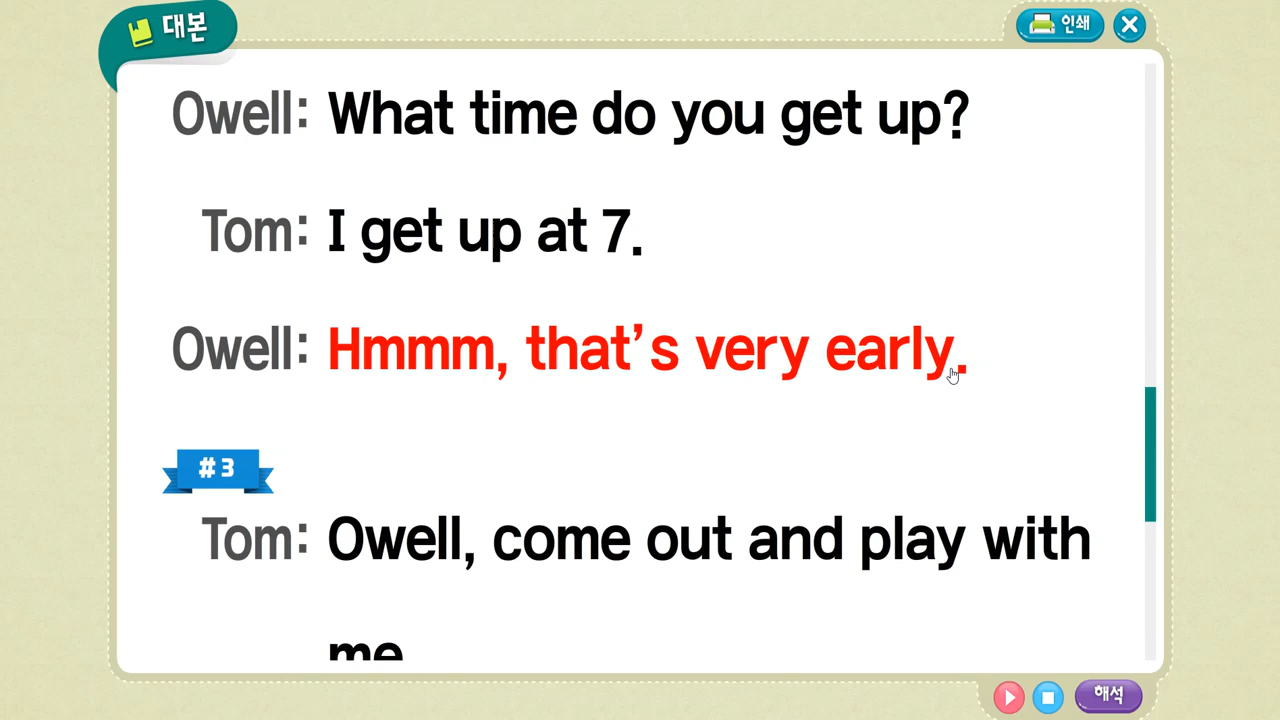 대본
인쇄
Owell: What time do you get up?
Tom: I get up at 7.
Owell: Hmmm, that's very early.
#3
Tom: Owell, come out and play with
me
해석